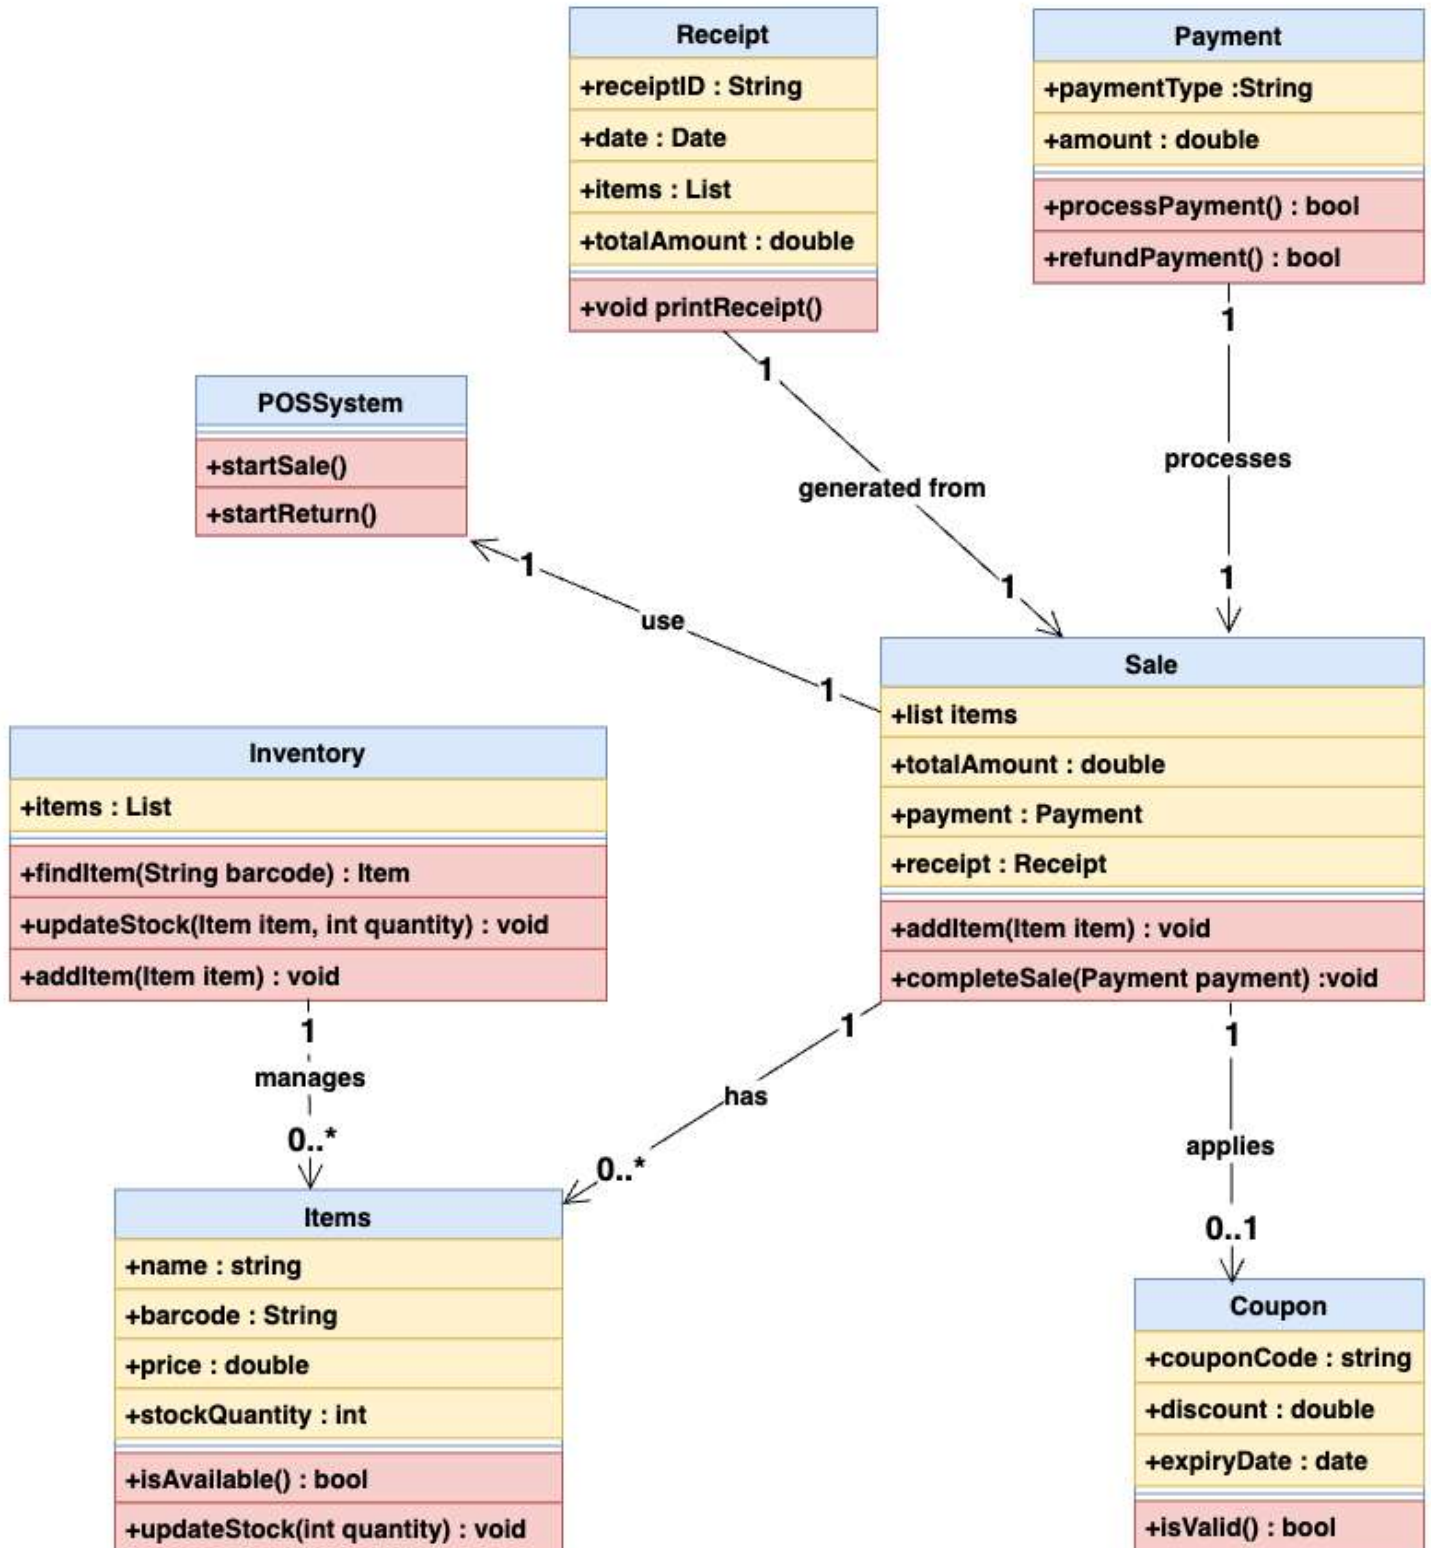 Receipt
+receiptID : String
+date : Date
+items : List
+totalAmount : double
+void printReceipt()
Payment
+paymentType :String
+amount : double
+processPayment() : bool
+refundPayment() : bool
1
processes
1
1
generated from
1
POSSystem
+startSale()
+startReturn()
1
use
1
Sale
+list items
+totalAmount : double
+payment : Payment
+receipt : Receipt
+addItem(Item item) : void
+completeSale(Payment payment) :void
Inventory
+items : List
+findItem(String barcode) : Item
+updateStock(Item item, int quantity) : void
+addItem(Item item) : void
1
manages
0..*
1
has
0..*
1
applies
0..1
Items
+name : string
+barcode : String
+price : double
+stockQuantity : int
+isAvailable() : bool
+updateStock(int quantity) : void
Coupon
+couponCode : string
+discount : double
+expiryDate : date
+isValid() : bool